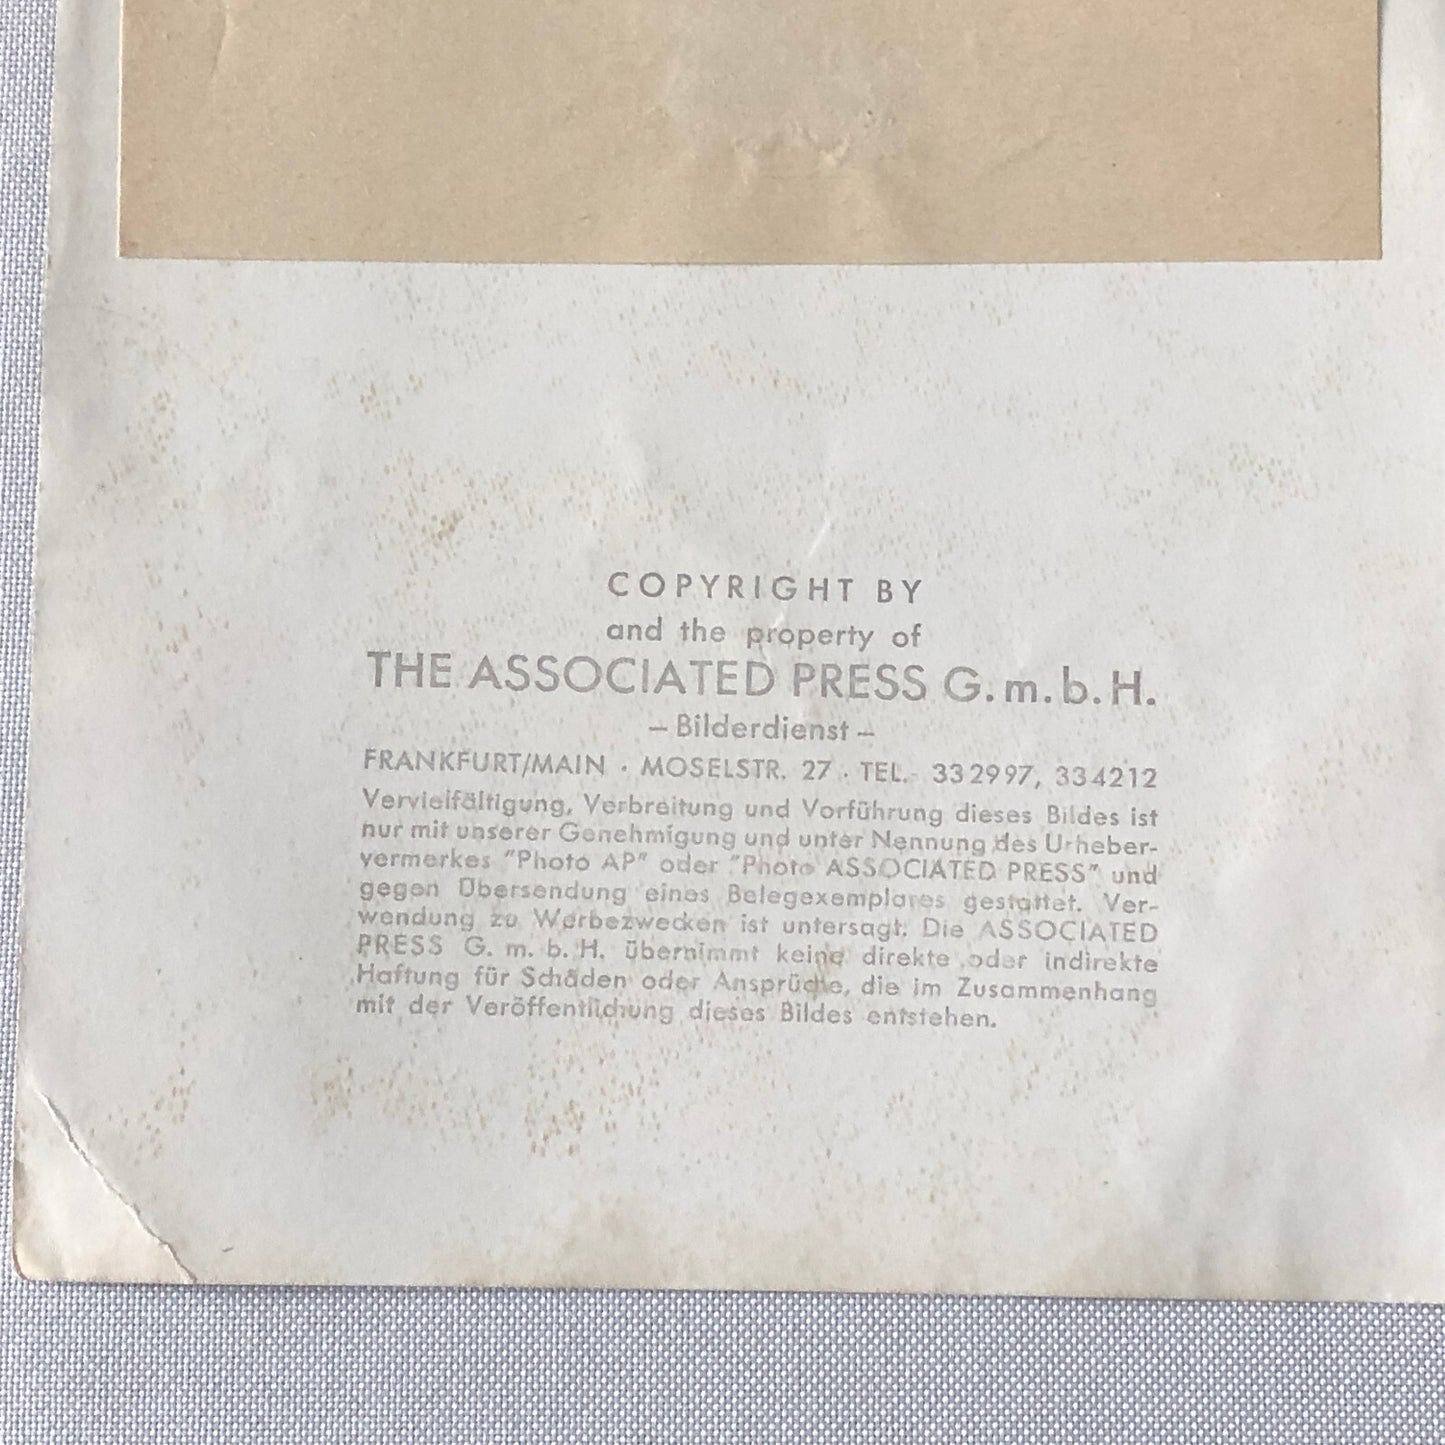 COPYRIGHT BY
and the property of
THE ASSOCIATED PRESS G.m.b.H.
– Bilderdienst –
FRANKFURT/MAIN · MOSELSTR. 27 · TEL. 332997, 334212
Vervielfältigung, Verbreitung und Vorführung dieses Bildes ist
nur mit unserer Genehmigung und unter Nennung des Urheber-
vermerkes "Photo AP" oder "Photo ASSOCIATED PRESS" und
gegen Übersendung eines Belegexemplares gestattet. Ver-
wendung zu Werbezwecken ist untersagt. Die ASSOCIATED
PRESS G. m. b. H. übernimmt keine direkte oder indirekte
Haftung für Schäden oder Ansprüche, die im Zusammenhang
mit der Veröffentlichung dieses Bildes entstehen.